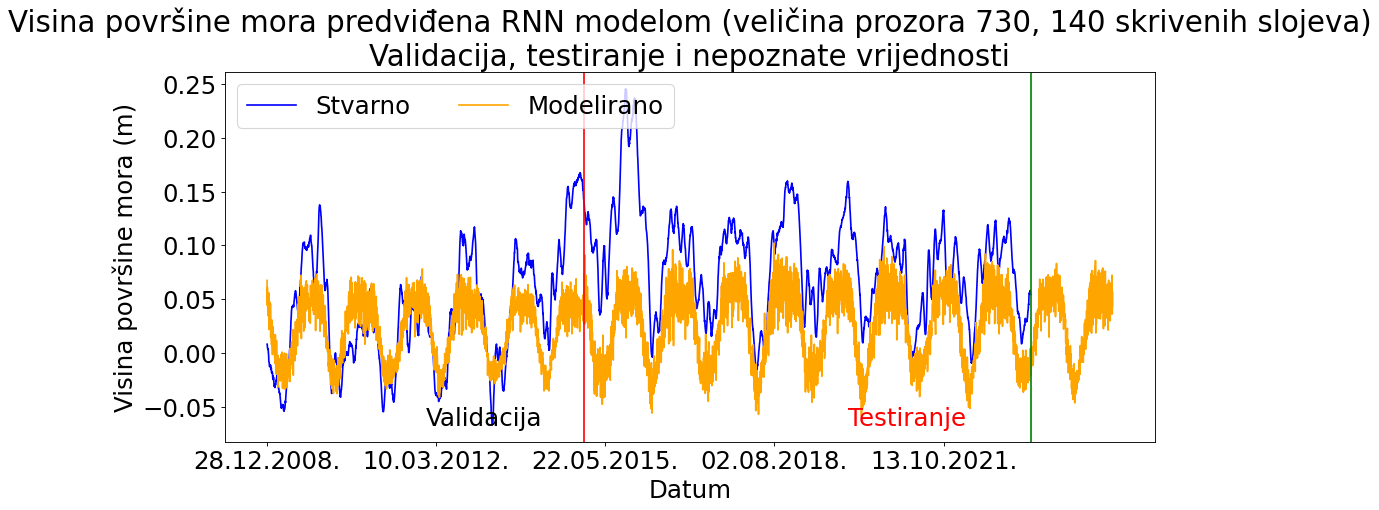 Visina površine mora predviđena RNN modelom (veličina prozora 730, 140 skrivenih slojeva)
Validacija, testiranje i nepoznate vrijednosti
Stvarno Modelirano
Visina površine mora (m)
0.25
0.20
0.15
0.10
0.05
0.00
−0.05
Validacija Testiranje
28.12.2008. 10.03.2012. 22.05.2015. 02.08.2018. 13.10.2021.
Datum